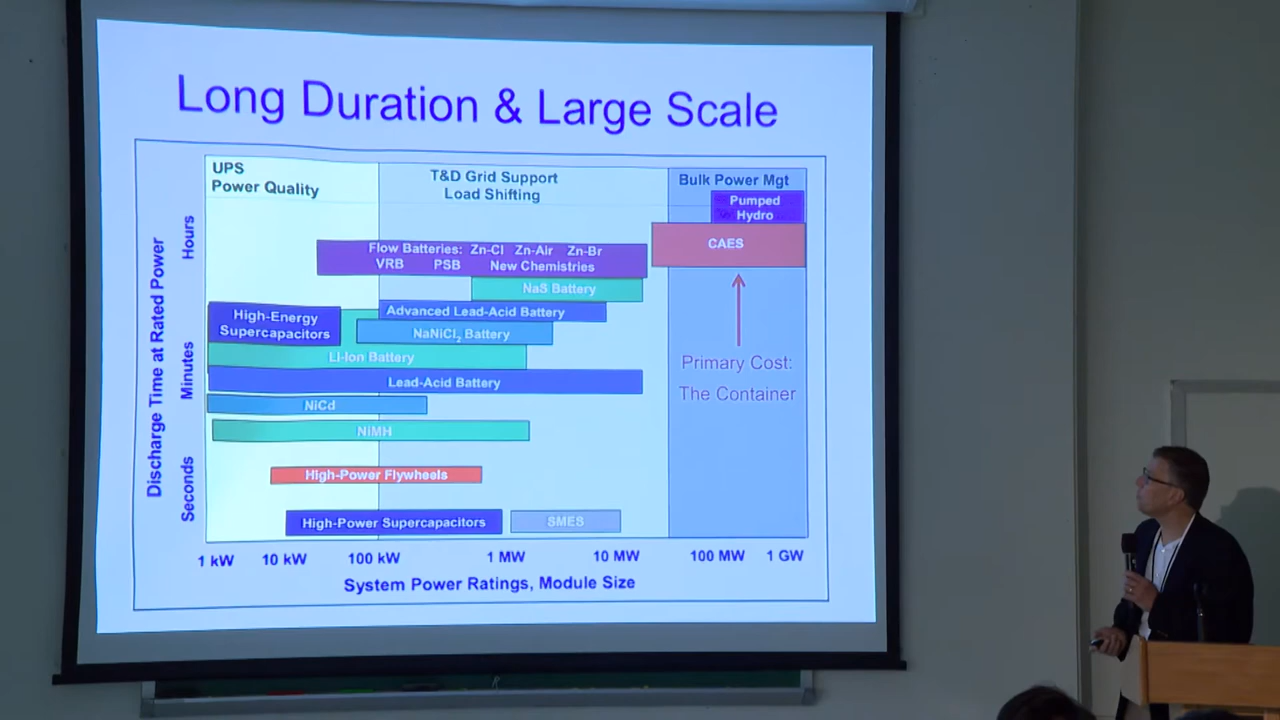 Long Duration & Large Scale
UPS
Power Quality
T&D Grid Support
Load Shifting
Bulk Power Mgt
Pumped
Hydro
CAES
Flow Batteries: Zn-Cl Zn-Air Zn-Br
VRB PSB New Chemistries
NaS Battery
High-Energy
Supercapacitors
Advanced Lead-Acid Battery
NaNiCl₂ Battery
Li-Ion Battery
Lead-Acid Battery
NiCd
NiMH
High-Power Flywheels
High-Power Supercapacitors
SMES
Primary Cost:
The Container
Discharge Time at Rated Power
Hours
Minutes
Seconds
1 kW 10 kW 100 kW 1 MW 10 MW 100 MW 1 GW
System Power Ratings, Module Size